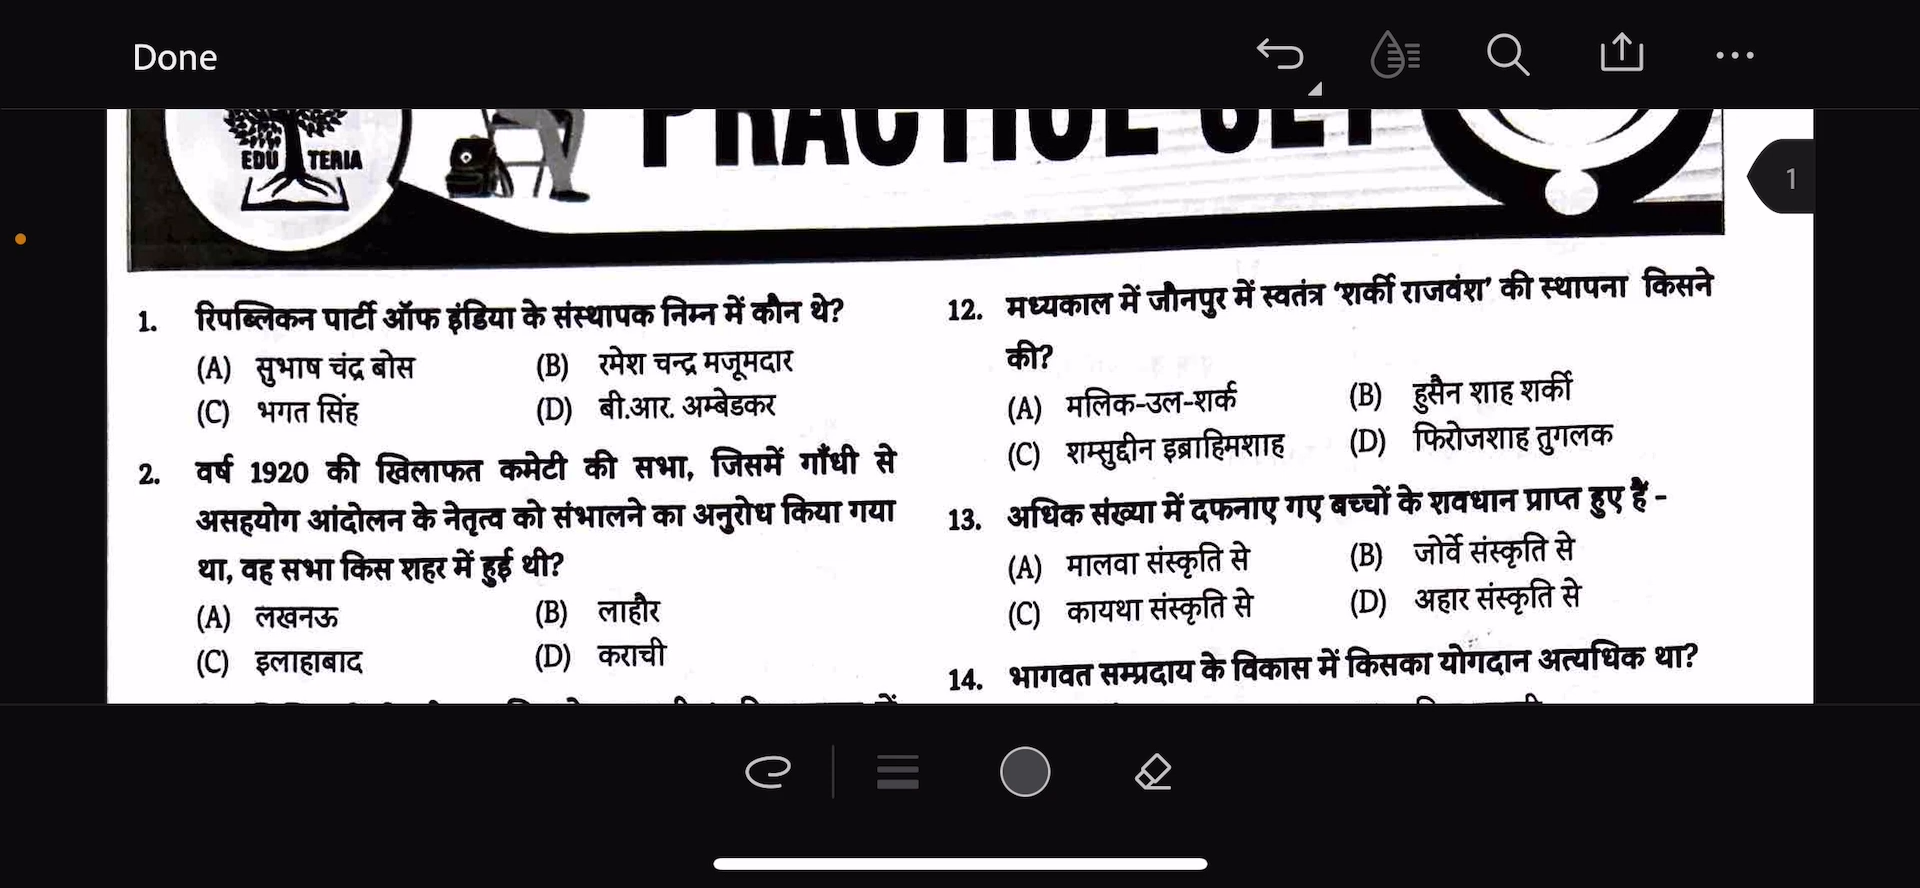 Done
EDU TERIA
PRACTICE SET
1
1. रिपब्लिकन पार्टी ऑफ इंडिया के संस्थापक निम्न में कौन थे?
(A) सुभाष चंद्र बोस (B) रमेश चन्द्र मजूमदार
(C) भगत सिंह (D) बी.आर. अम्बेडकर
2. वर्ष 1920 की खिलाफत कमेटी की सभा, जिसमें गाँधी से
असहयोग आंदोलन के नेतृत्व को संभालने का अनुरोध किया गया
था, वह सभा किस शहर में हुई थी?
(A) लखनऊ (B) लाहौर
(C) इलाहाबाद (D) कराची
12. मध्यकाल में जौनपुर में स्वतंत्र ‘शर्की राजवंश’ की स्थापना किसने
की?
(A) मलिक-उल-शर्क (B) हुसैन शाह शर्की
(C) शम्सुद्दीन इब्राहिमशाह (D) फिरोजशाह तुगलक
13. अधिक संख्या में दफनाए गए बच्चों के शवधान प्राप्त हुए हैं -
(A) मालवा संस्कृति से (B) जोर्वे संस्कृति से
(C) कायथा संस्कृति से (D) अहार संस्कृति से
14. भागवत सम्प्रदाय के विकास में किसका योगदान अत्यधिक था?